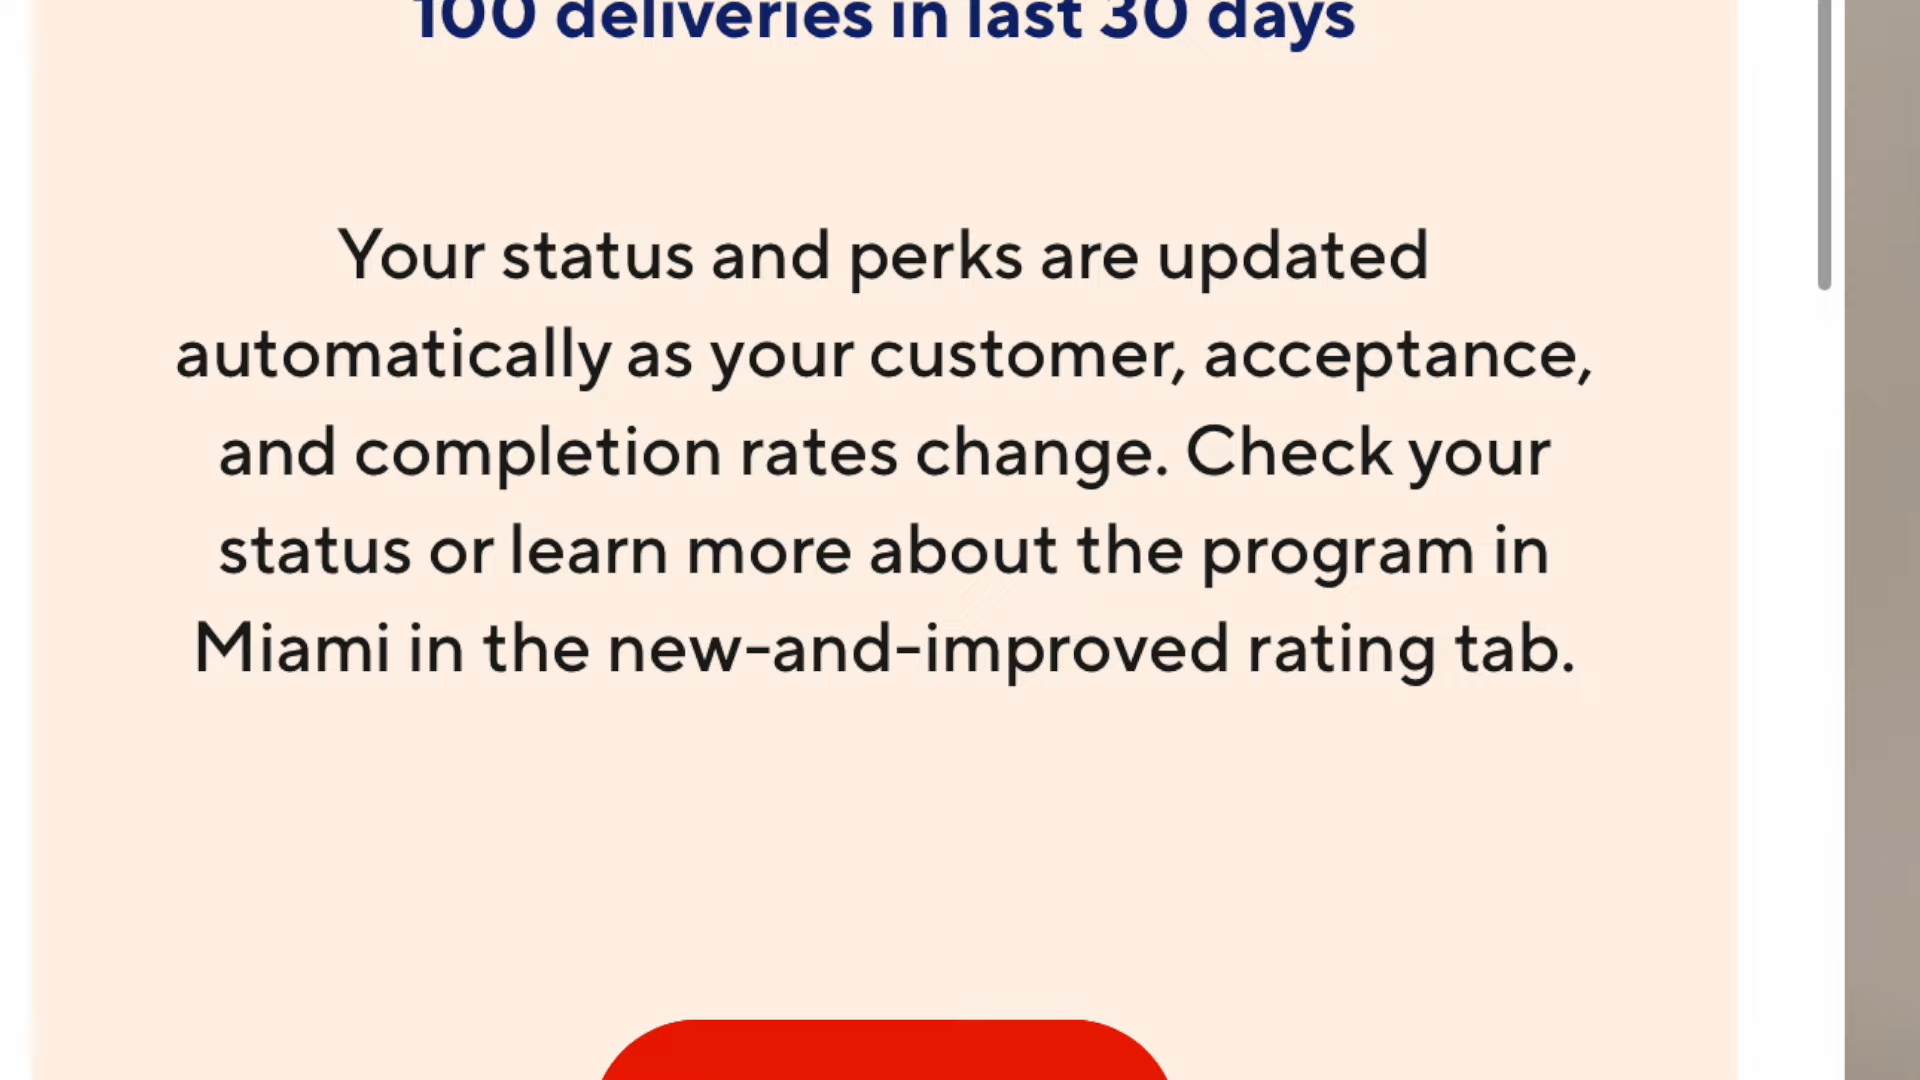 100 deliveries in last 30 days
Your status and perks are updated
automatically as your customer, acceptance,
and completion rates change. Check your
status or learn more about the program in
Miami in the new-and-improved rating tab.